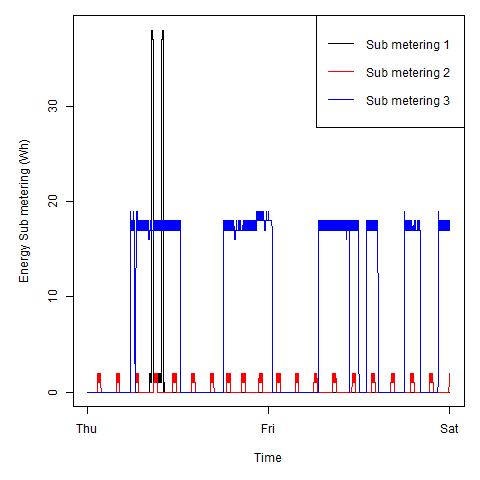 Sub metering 1
Sub metering 2
Sub metering 3
Energy Sub metering (Wh)
30
20
10
0
Thu Fri Sat
Time